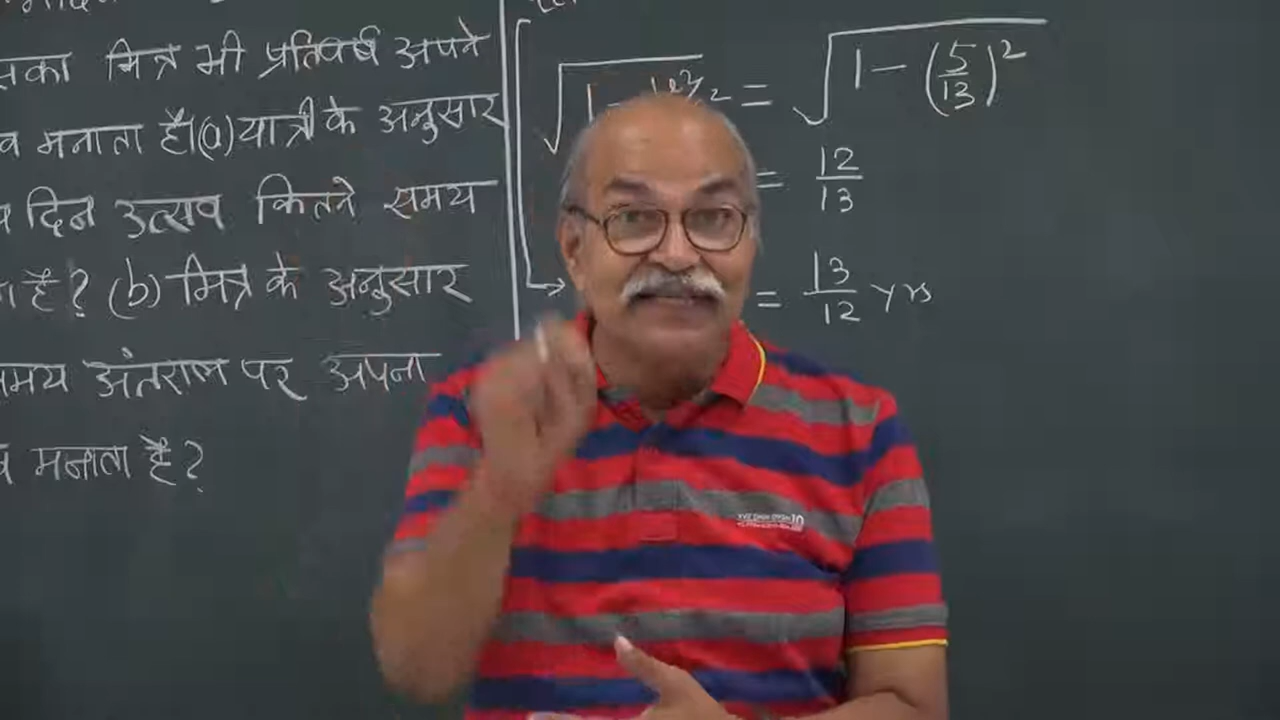 मित्र भी प्रतिवर्ष अपने
मनाता है।(a)यात्री के अनुसार
दिन उत्सव कितने समय
है? (b) मित्र के अनुसार
समय अंतराल पर अपना
मनाता है?
= √1-(5/13)²
= 12/13
= 13/12 yrs